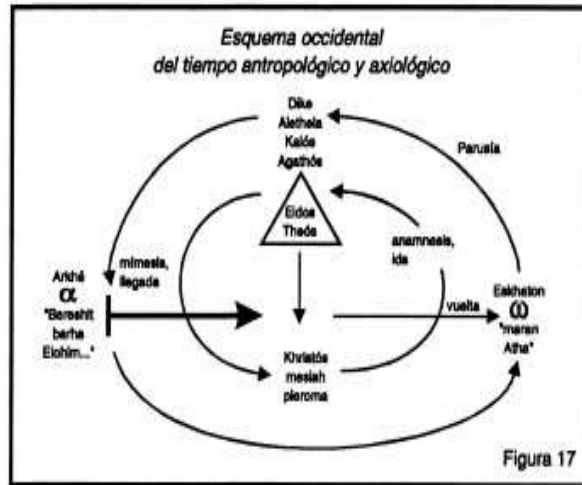 Esquema occidental
del tiempo antropológico y axiológico
Dike
Aletheia
Kalós
Agathós
Parusía
Eidos
Theós
anamnesis,
ida
mímesis,
llegada
Arkhé
α
"Bereshit
barha
Elohim..."
vuelta
Eskhaton
ω
"maran
Atha"
Khristós
mesiah
pleroma
Figura 17